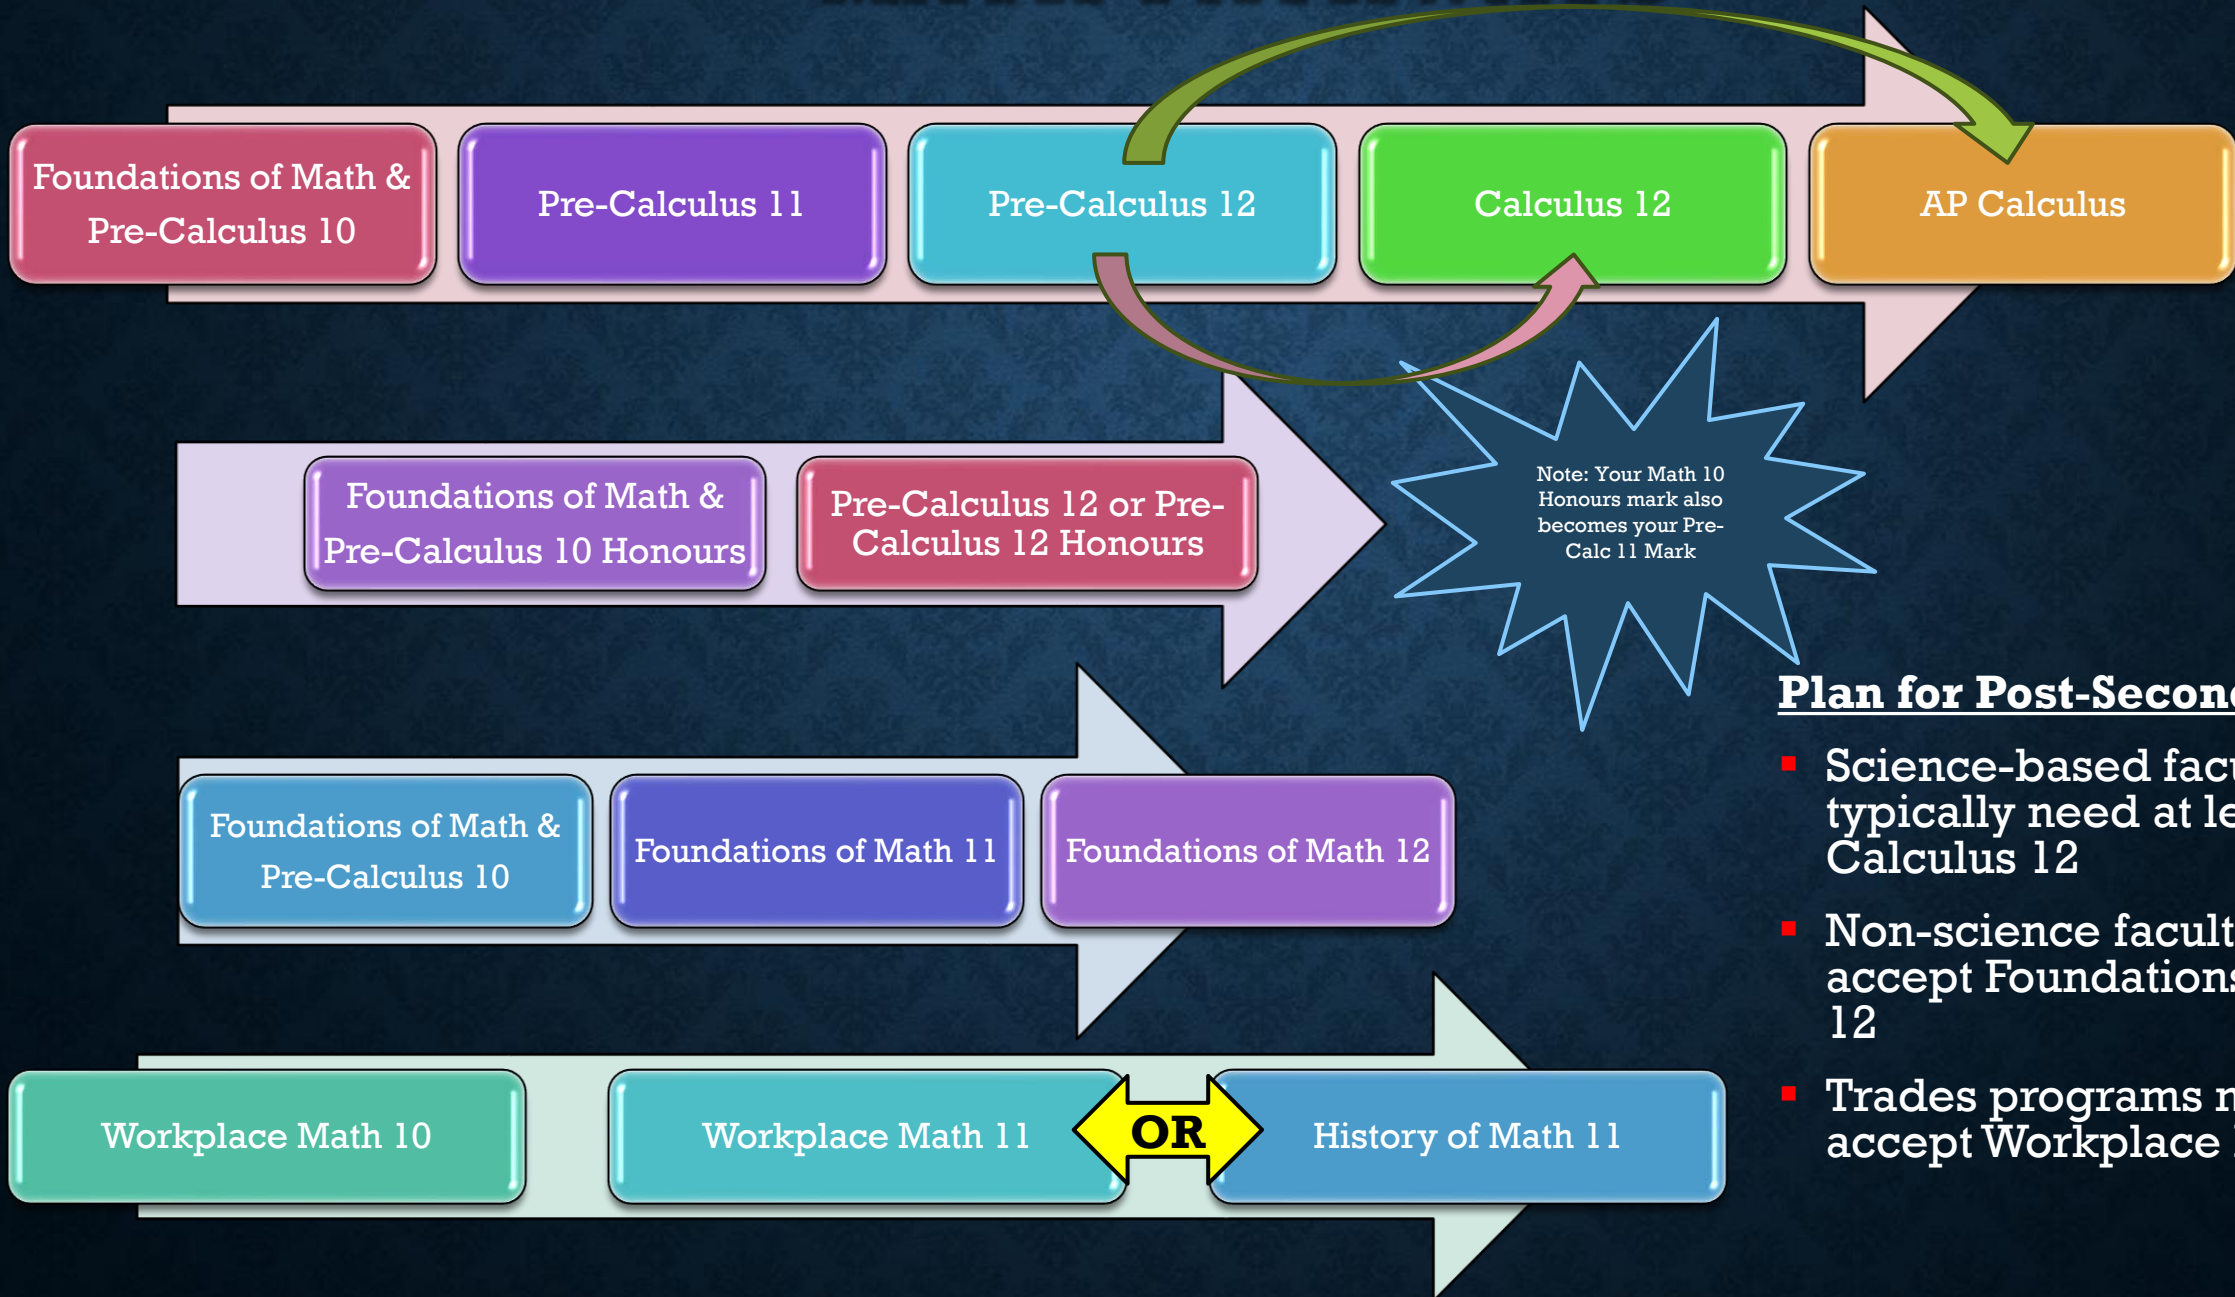 Foundations of Math &
Pre-Calculus 10
Pre-Calculus 11
Pre-Calculus 12
Calculus 12
AP Calculus
Foundations of Math &
Pre-Calculus 10 Honours
Pre-Calculus 12 or Pre-
Calculus 12 Honours
Note: Your Math 10
Honours mark also
becomes your Pre-
Calc 11 Mark
Foundations of Math &
Pre-Calculus 10
Foundations of Math 11
Foundations of Math 12
Workplace Math 10
Workplace Math 11
OR
History of Math 11
Plan for Post-Second
Science-based facu
typically need at le
Calculus 12
Non-science facult
accept Foundations
12
Trades programs
accept Workplace